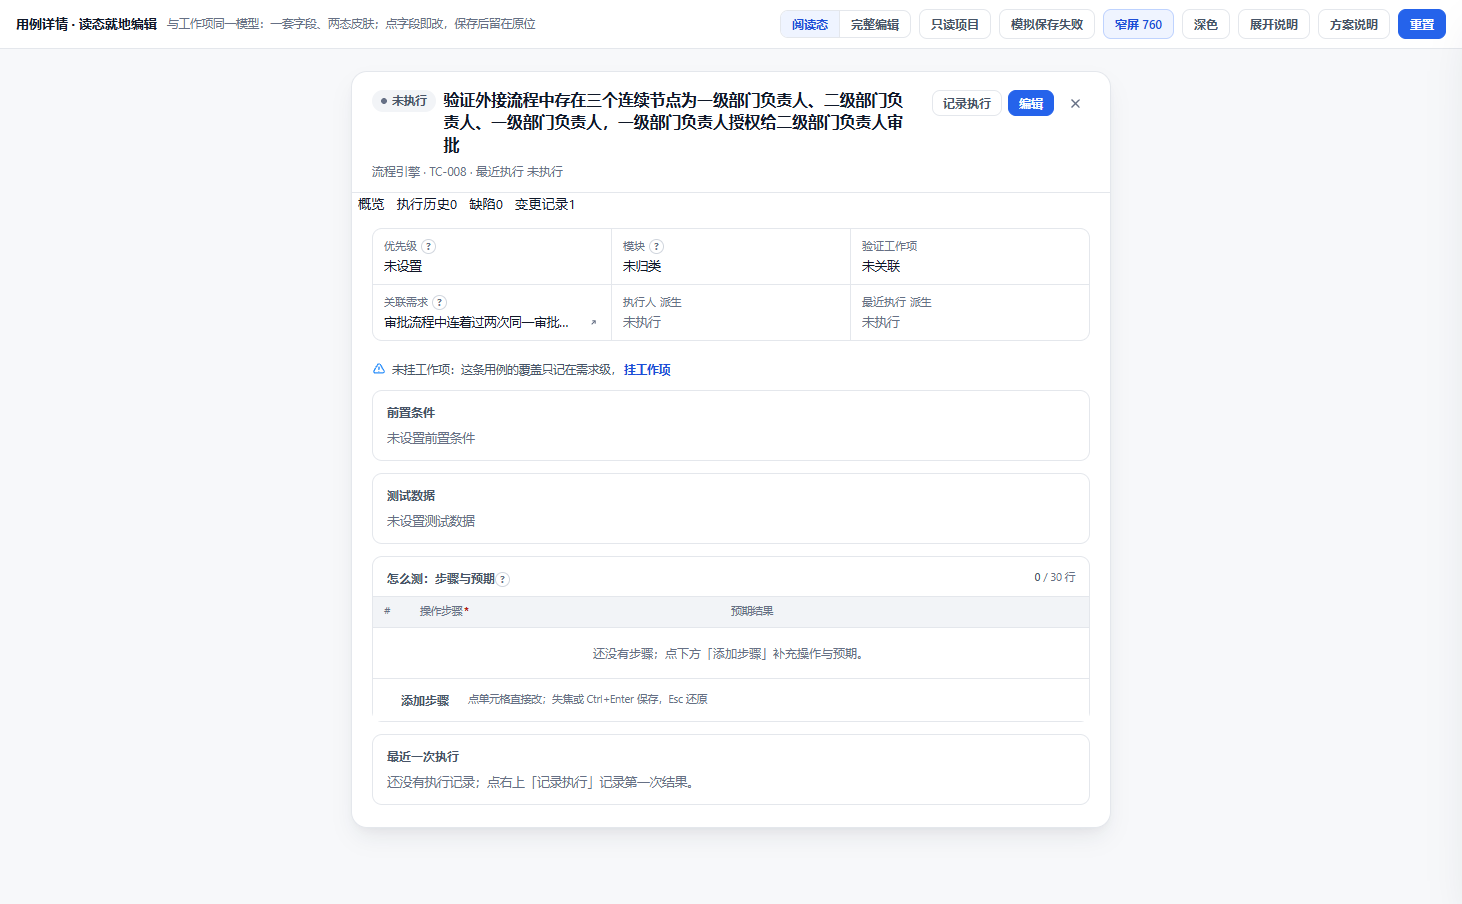 用例详情 · 读态就地编辑 与工作项同一模型：一套字段、两态皮肤；点字段即改，保存后留在原位 阅读态 完整编辑 只读项目 模拟保存失败 窄屏 760 深色 展开说明 方案说明 重置
未执行 验证外接流程中存在三个连续节点为一级部门负责人、二级部门负
责人、一级部门负责人，一级部门负责人授权给二级部门负责人审
批
记录执行 编辑 ×
流程引擎 · TC-008 · 最近执行 未执行
概览 执行历史0 缺陷0 变更记录1
优先级 ? 模块 ? 验证工作项
未设置 未归类 未关联
关联需求 ? 执行人 派生 最近执行 派生
审批流程中连着过两次同一审批... ↗ 未执行 未执行
未挂工作项：这条用例的覆盖只记在需求级， 挂工作项
前置条件
未设置前置条件
测试数据
未设置测试数据
怎么测：步骤与预期 ? 0 / 30 行
# 操作步骤* 预期结果
还没有步骤；点下方「添加步骤」补充操作与预期。
添加步骤 点单元格直接改；失焦或 Ctrl+Enter 保存，Esc 还原
最近一次执行
还没有执行记录；点右上「记录执行」记录第一次结果。